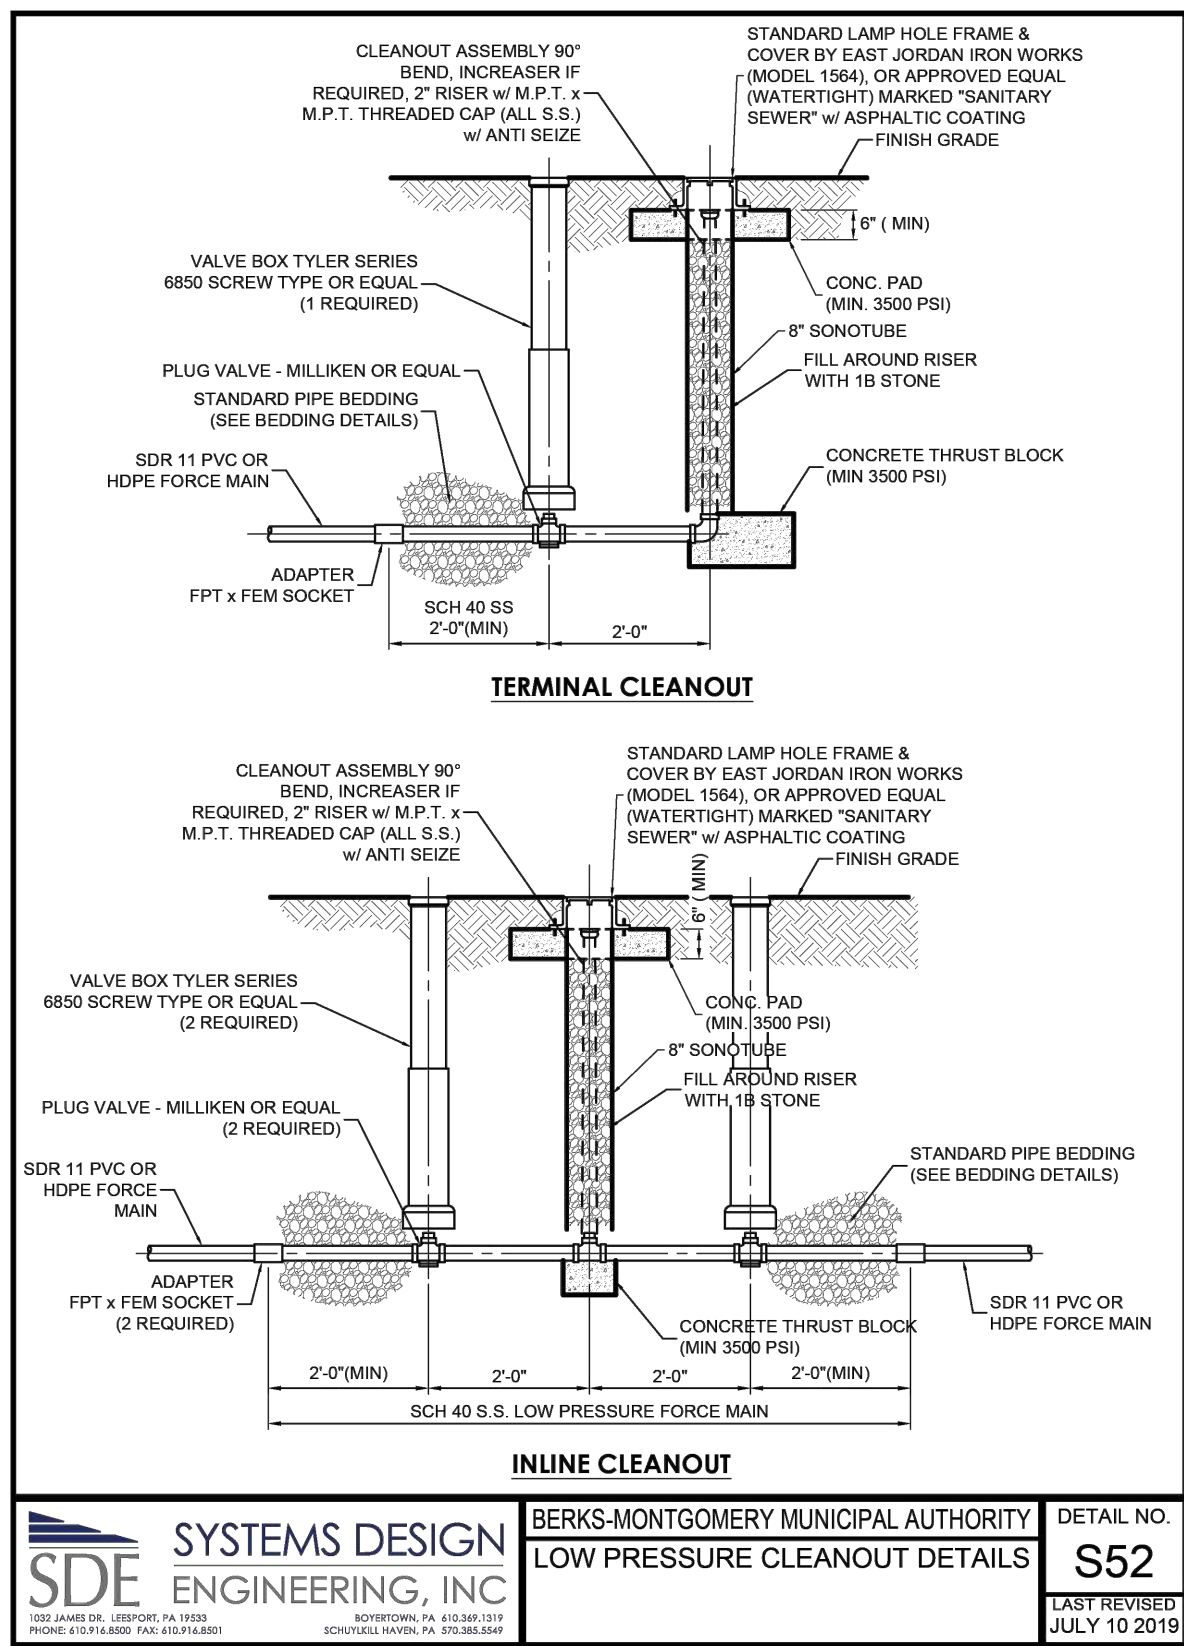 CLEANOUT ASSEMBLY 90°
BEND, INCREASER IF
REQUIRED, 2" RISER w/ M.P.T. x
M.P.T. THREADED CAP (ALL S.S.)
w/ ANTI SEIZE
STANDARD LAMP HOLE FRAME &
COVER BY EAST JORDAN IRON WORKS
(MODEL 1564), OR APPROVED EQUAL
(WATERTIGHT) MARKED "SANITARY
SEWER" w/ ASPHALTIC COATING
FINISH GRADE
6" ( MIN)
VALVE BOX TYLER SERIES
6850 SCREW TYPE OR EQUAL
(1 REQUIRED)
CONC. PAD
(MIN. 3500 PSI)
8" SONOTUBE
FILL AROUND RISER
WITH 1B STONE
PLUG VALVE - MILLIKEN OR EQUAL
STANDARD PIPE BEDDING
(SEE BEDDING DETAILS)
SDR 11 PVC OR
HDPE FORCE MAIN
CONCRETE THRUST BLOCK
(MIN 3500 PSI)
ADAPTER
FPT x FEM SOCKET
SCH 40 SS
2'-0"(MIN)
2'-0"
TERMINAL CLEANOUT
CLEANOUT ASSEMBLY 90°
BEND, INCREASER IF
REQUIRED, 2" RISER w/ M.P.T. x
M.P.T. THREADED CAP (ALL S.S.)
w/ ANTI SEIZE
STANDARD LAMP HOLE FRAME &
COVER BY EAST JORDAN IRON WORKS
(MODEL 1564), OR APPROVED EQUAL
(WATERTIGHT) MARKED "SANITARY
SEWER" w/ ASPHALTIC COATING
FINISH GRADE
6" ( MIN)
VALVE BOX TYLER SERIES
6850 SCREW TYPE OR EQUAL
(2 REQUIRED)
CONC. PAD
(MIN. 3500 PSI)
8" SONOTUBE
FILL AROUND RISER
WITH 1B STONE
PLUG VALVE - MILLIKEN OR EQUAL
(2 REQUIRED)
STANDARD PIPE BEDDING
(SEE BEDDING DETAILS)
SDR 11 PVC OR
HDPE FORCE
MAIN
ADAPTER
FPT x FEM SOCKET
(2 REQUIRED)
SDR 11 PVC OR
HDPE FORCE MAIN
CONCRETE THRUST BLOCK
(MIN 3500 PSI)
2'-0"(MIN)
2'-0"
2'-0"
2'-0"(MIN)
SCH 40 S.S. LOW PRESSURE FORCE MAIN
INLINE CLEANOUT
SDE
SYSTEMS DESIGN
ENGINEERING, INC
1032 JAMES DR. LEESPORT, PA 19533
PHONE: 610.916.8500 FAX: 610.916.8501
BOYERTOWN, PA 610.369.1319
SCHUYLKILL HAVEN, PA 570.385.5549
BERKS-MONTGOMERY MUNICIPAL AUTHORITY
LOW PRESSURE CLEANOUT DETAILS
DETAIL NO.
S52
LAST REVISED
JULY 10 2019